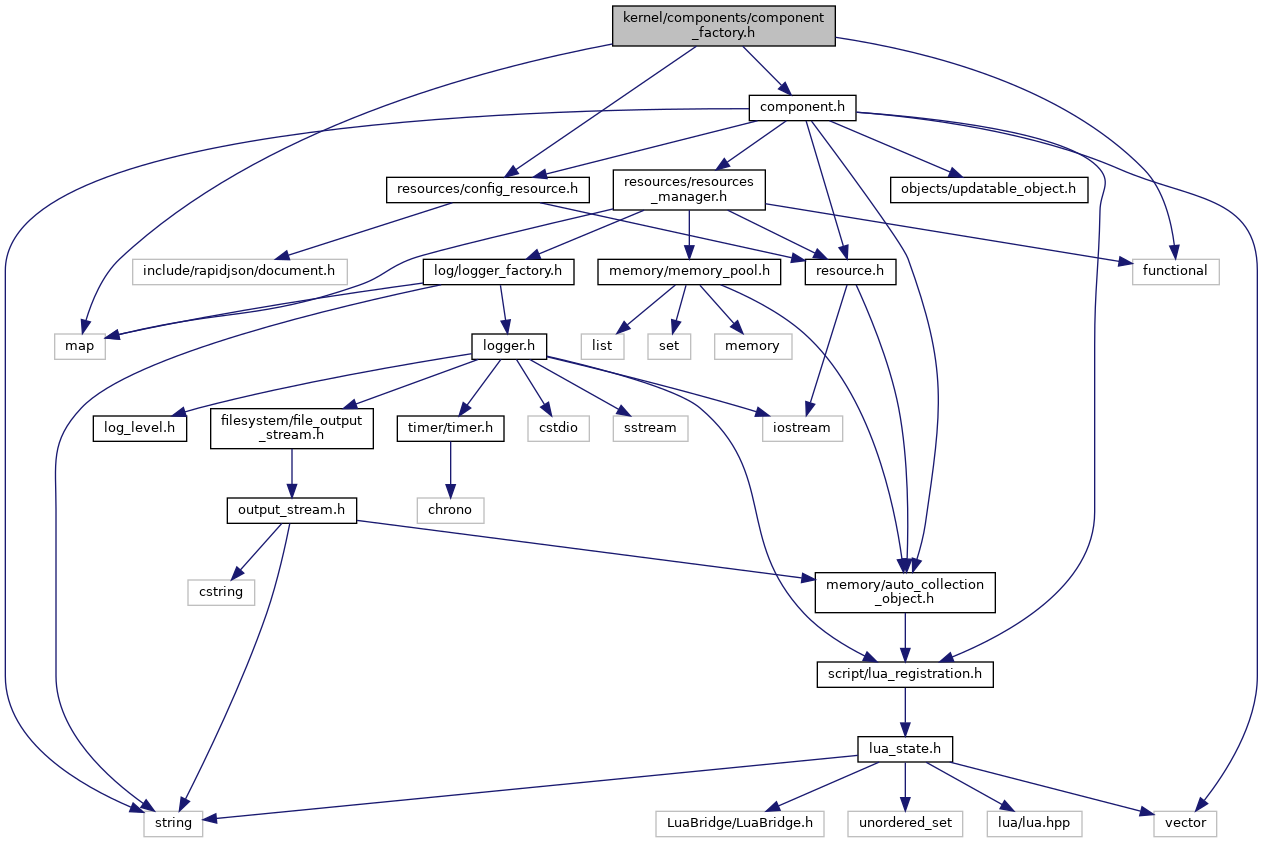 kernel/components/component
_factory.h
component.h
resources/config_resource.h
resources/resources
_manager.h
objects/updatable_object.h
include/rapidjson/document.h
log/logger_factory.h
memory/memory_pool.h
resource.h
functional
map
logger.h
list
set
memory
log_level.h
filesystem/file_output
_stream.h
timer/timer.h
cstdio
sstream
iostream
output_stream.h
chrono
cstring
memory/auto_collection
_object.h
script/lua_registration.h
lua_state.h
string
LuaBridge/LuaBridge.h
unordered_set
lua/lua.hpp
vector